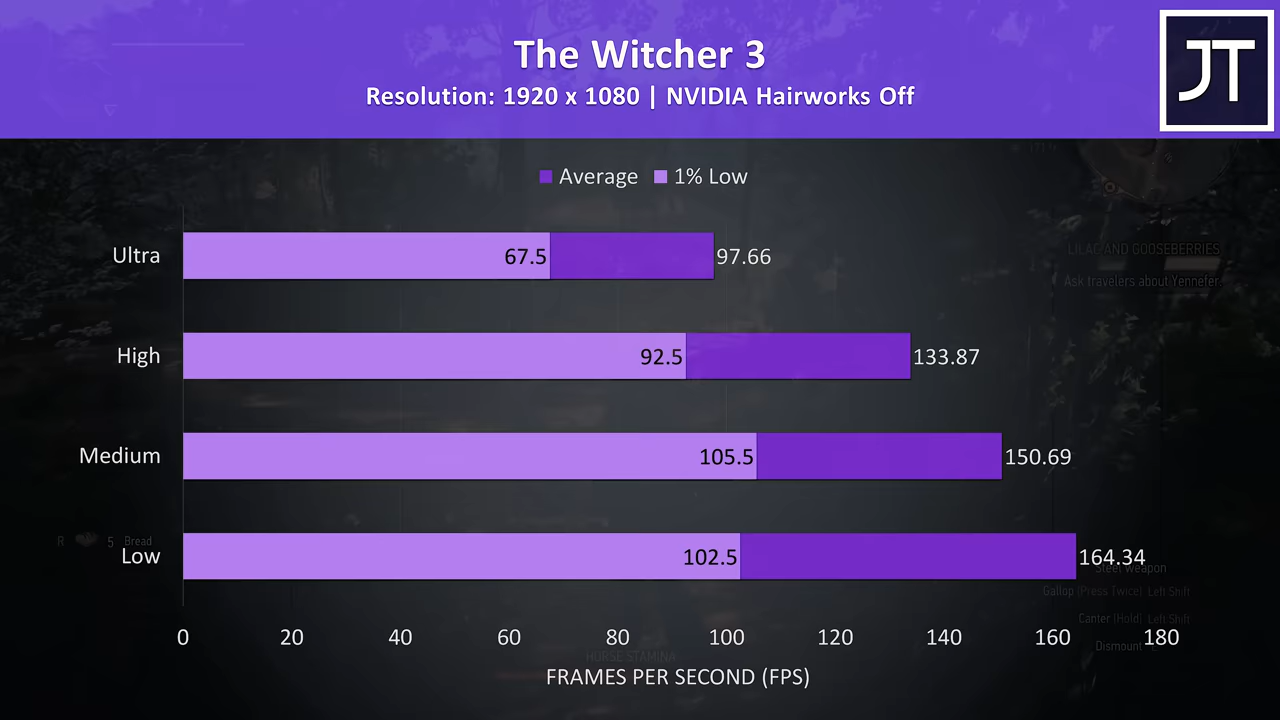 The Witcher 3
Resolution: 1920 x 1080 | NVIDIA Hairworks Off
JT
Average 1% Low
Ultra 67.5 97.66
LILAC AND GOOSEBERRIES
Ask travelers about Yennefer.
High 92.5 133.87
Medium 105.5 150.69
R 5 Bread
Low 102.5 164.34
Steel weapon
Gallop (Press Twice) Left Shift
Canter (Hold) Left Shift
0 20 40 60 80 100 120 140 160 180
Dismount E
HORSE STAMINA
FRAMES PER SECOND (FPS)